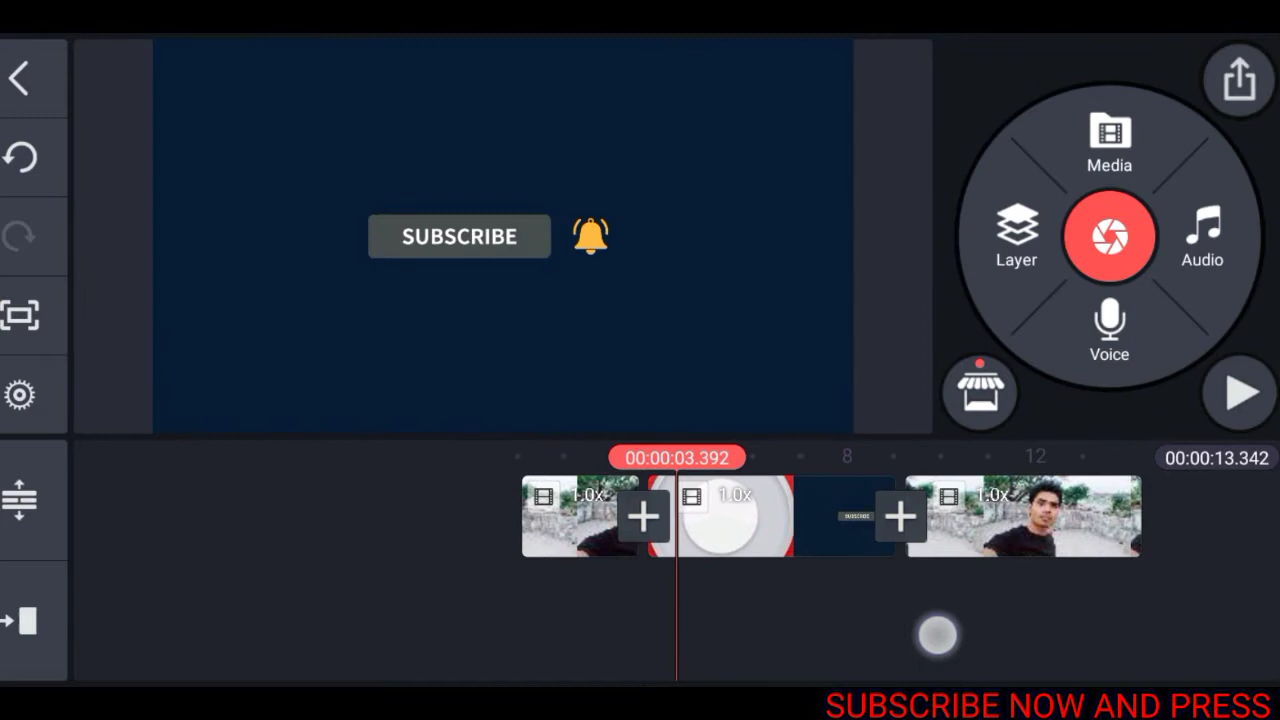 Media
Layer
Audio
Voice
SUBSCRIBE
00:00:03.392
8
12
00:00:13.342
1.0x
1.0x
1.0x
SUBSCRIBE
SUBSCRIBE NOW AND PRESS